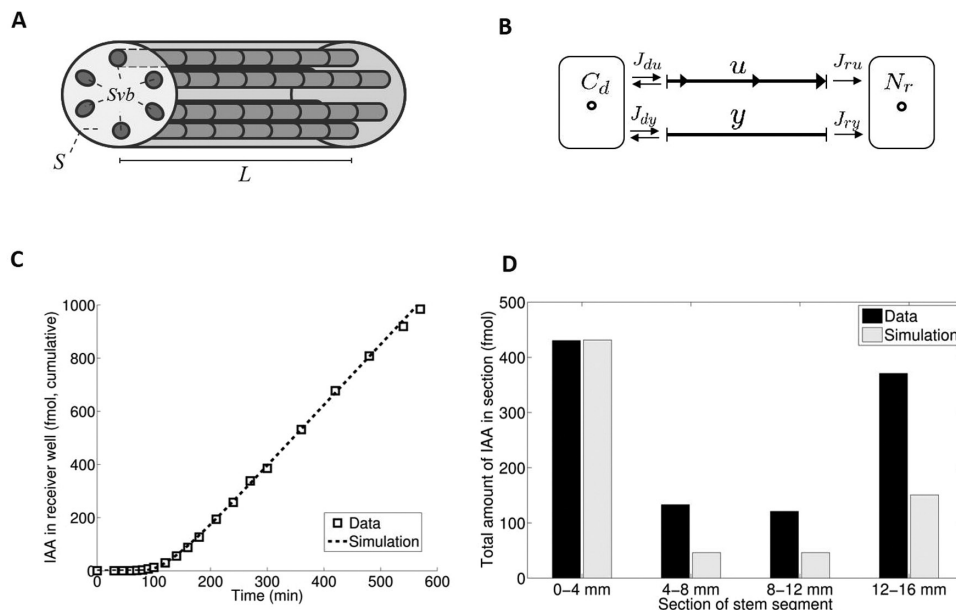 A
Svb
S
L
B
C_d
J_du
u
J_ru
N_r
J_dy
y
J_ry
C
IAA in receiver well (fmol, cumulative)
1000
800
600
400
200
0
0 100 200 300 400 500 600
Time (min)
Data
Simulation
D
Total amount of IAA in section (fmol)
500
400
300
200
100
0
Data
Simulation
0–4 mm 4–8 mm 8–12 mm 12–16 mm
Section of stem segment